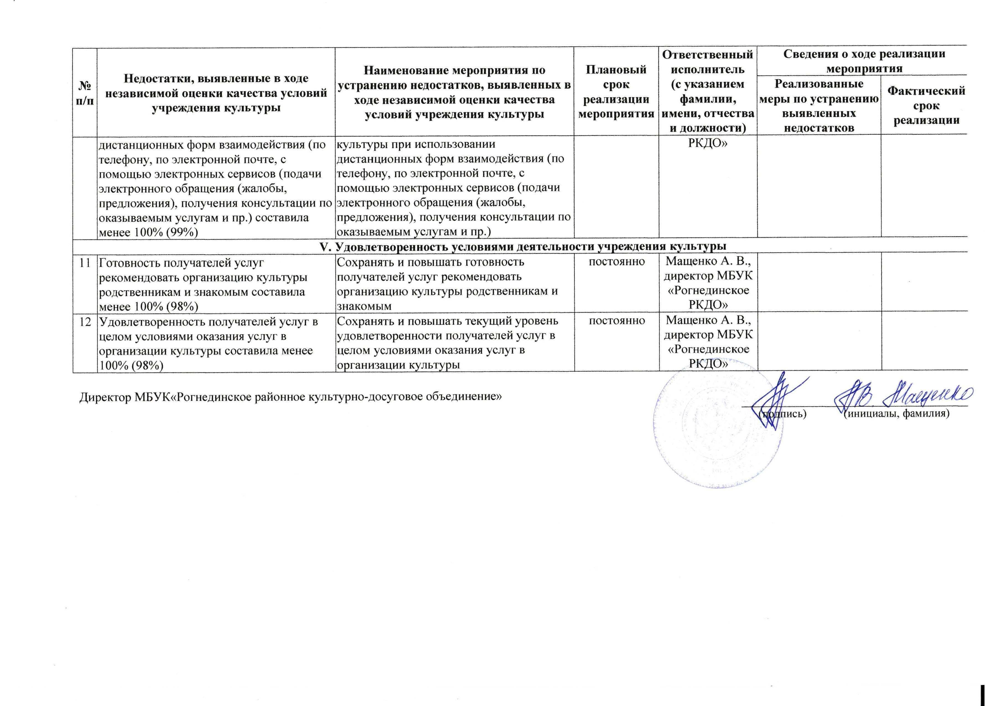 №
п/п
Недостатки, выявленные в ходе
независимой оценки качества условий
учреждения культуры
Наименование мероприятия по
устранению недостатков, выявленных в
ходе независимой оценки качества
условий учреждения культуры
Плановый
срок
реализации
мероприятия
Ответственный
исполнитель
(с указанием
фамилии,
имени, отчества
и должности)
Сведения о ходе реализации
мероприятия
Реализованные
меры по устранению
выявленных
недостатков
Фактический
срок
реализации
дистанционных форм взаимодействия (по
телефону, по электронной почте, с
помощью электронных сервисов (подачи
электронного обращения (жалобы,
предложения), получения консультации по
оказываемым услугам и пр.) составила
менее 100% (99%)
культуры при использовании
дистанционных форм взаимодействия (по
телефону, по электронной почте, с
помощью электронных сервисов (подачи
электронного обращения (жалобы,
предложения), получения консультации по
оказываемым услугам и пр.)
РКДО»
V. Удовлетворенность условиями деятельности учреждения культуры
11
Готовность получателей услуг
рекомендовать организацию культуры
родственникам и знакомым составила
менее 100% (98%)
Сохранять и повышать готовность
получателей услуг рекомендовать
организацию культуры родственникам и
знакомым
постоянно
Мащенко А. В.,
директор МБУК
«Рогнединское
РКДО»
12
Удовлетворенность получателей услуг в
целом условиями оказания услуг в
организации культуры составила менее
100% (98%)
Сохранять и повышать текущий уровень
удовлетворенности получателей услуг в
целом условиями оказания услуг в
организации культуры
постоянно
Мащенко А. В.,
директор МБУК
«Рогнединское
РКДО»
Директор МБУК«Рогнединское районное культурно-досуговое объединение»
АВ. Мащенко
(подпись)
(инициалы, фамилия)